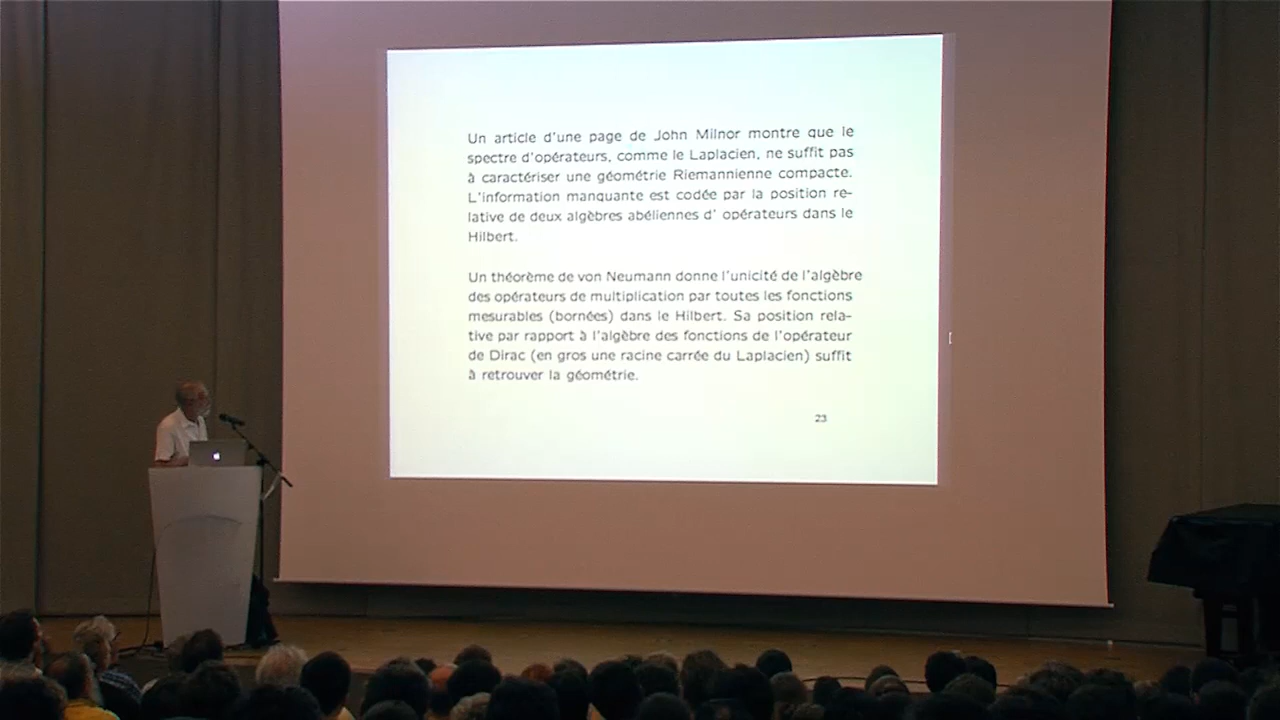 Un article d'une page de John Milnor montre que le
spectre d'opérateurs, comme le Laplacien, ne suffit pas
à caractériser une géométrie Riemannienne compacte.
L'information manquante est codée par la position re-
lative de deux algèbres abéliennes d' opérateurs dans le
Hilbert.
Un théorème de von Neumann donne l'unicité de l'algèbre
des opérateurs de multiplication par toutes les fonctions
mesurables (bornées) dans le Hilbert. Sa position rela-
tive par rapport à l'algèbre des fonctions de l'opérateur
de Dirac (en gros une racine carrée du Laplacien) suffit
à retrouver la géométrie.
23